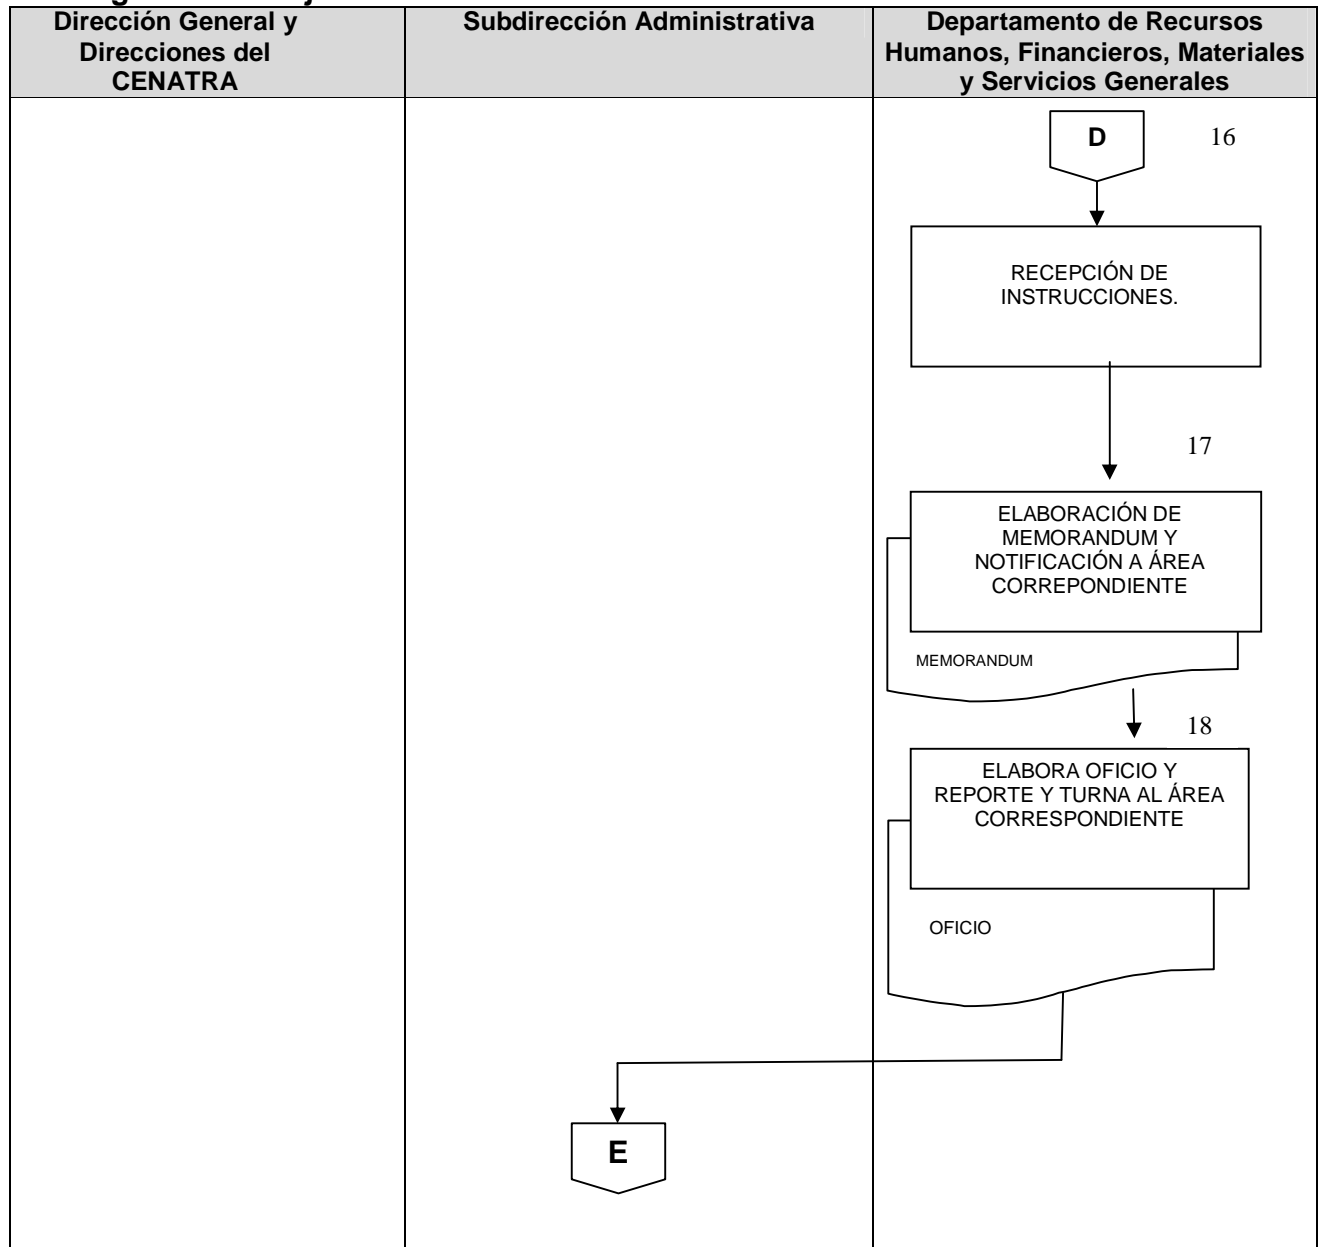 Dirección General y
Direcciones del
CENATRA
Subdirección Administrativa
Departamento de Recursos
Humanos, Financieros, Materiales
y Servicios Generales
D
16
RECEPCIÓN DE
INSTRUCCIONES.
17
ELABORACIÓN DE
MEMORANDUM Y
NOTIFICACIÓN A ÁREA
CORREPONDIENTE
MEMORANDUM
18
ELABORA OFICIO Y
REPORTE Y TURNA AL ÁREA
CORRESPONDIENTE
OFICIO
E